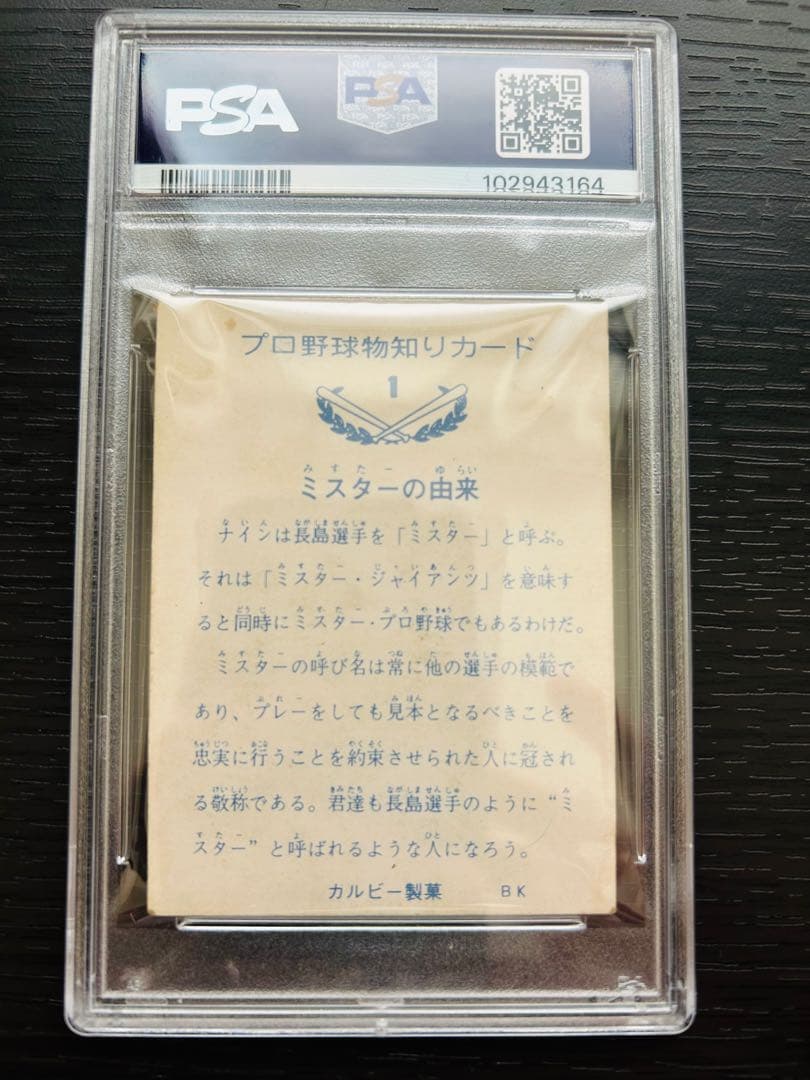 PSA
PSA
102943164
プロ野球物知りカード
1
ミスターの由来
ナインは長島選手を「ミスター」と呼ぶ。
それは「ミスター・ジャイアンツ」を意味す
ると同時にミスター・プロ野球でもあるわけだ。
ミスターの呼び名は常に他の選手の模範で
あり、プレーをしても見本となるべきことを
忠実に行うことを約束させられた人に冠され
る敬称である。君達も長島選手のように“ミ
スター”と呼ばれるような人になろう。
カルビー製菓 BK